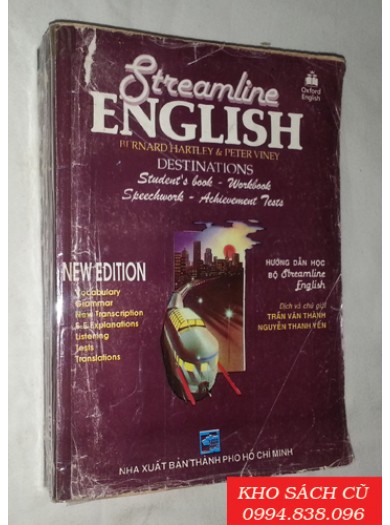 Streamline
ENGLISH
Oxford
English
BERNARD HARTLEY & PETER VINEY
DESTINATIONS
Student's book - Workbook
Speechwork - Achievement Tests
NEW EDITION
Vocabulary
Grammar
New Transcription
E-E Explanations
Listening
Tests
Translations
HƯỚNG DẪN HỌC
BỘ Streamline
English
Dịch và chú giải
TRẦN VĂN THÀNH
NGUYỄN THANH YẾN
NHÀ XUẤT BẢN THÀNH PHỐ HỒ CHÍ MINH
KHO SÁCH CŨ
0994.838.096